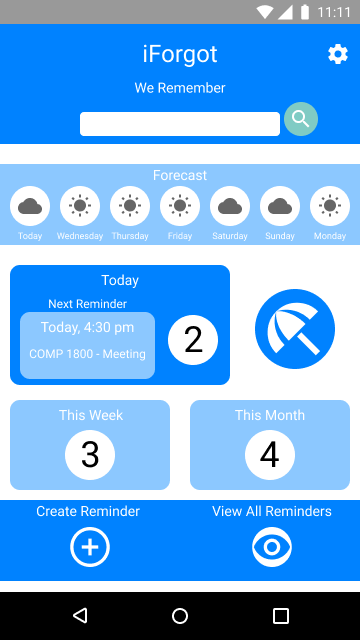 11:11
iForgot
We Remember
Forecast
Today Wednesday Thursday Friday Saturday Sunday Monday
Today
Next Reminder
Today, 4:30 pm
COMP 1800 - Meeting
2
This Week
3
This Month
4
Create Reminder
View All Reminders